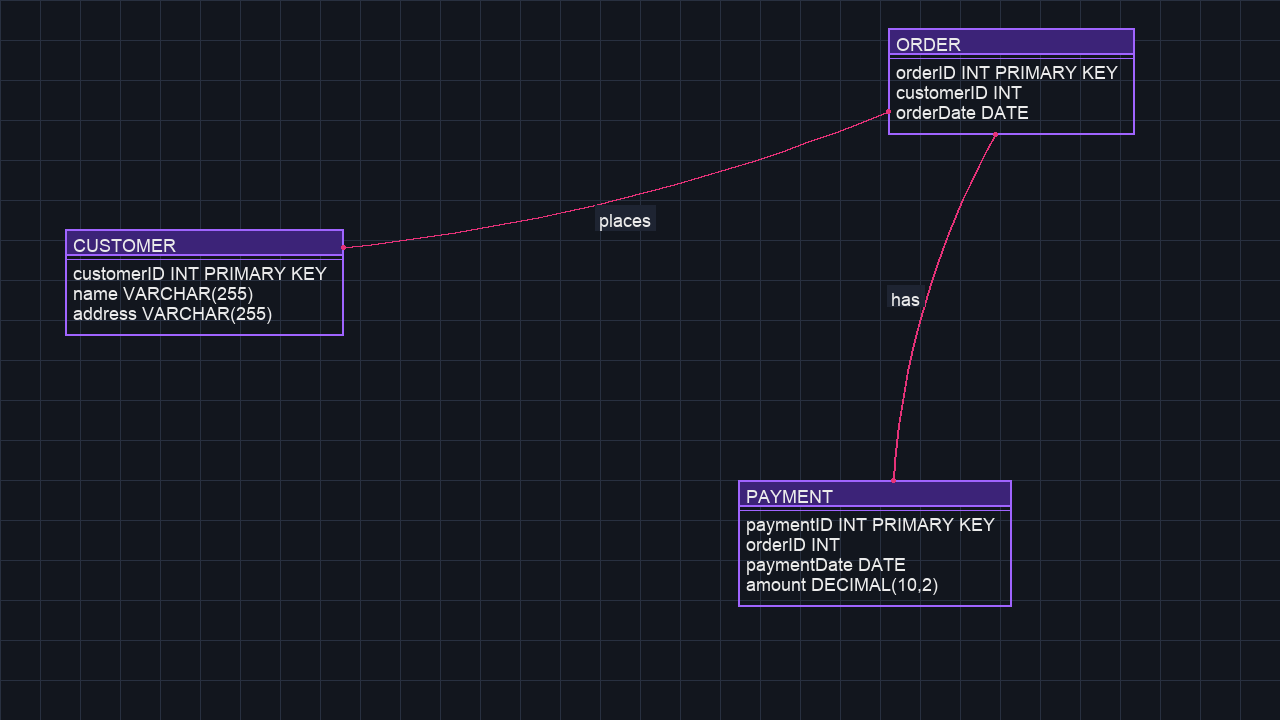 ORDER
orderID INT PRIMARY KEY
customerID INT
orderDate DATE
places
CUSTOMER
customerID INT PRIMARY KEY
name VARCHAR(255)
address VARCHAR(255)
has
PAYMENT
paymentID INT PRIMARY KEY
orderID INT
paymentDate DATE
amount DECIMAL(10,2)